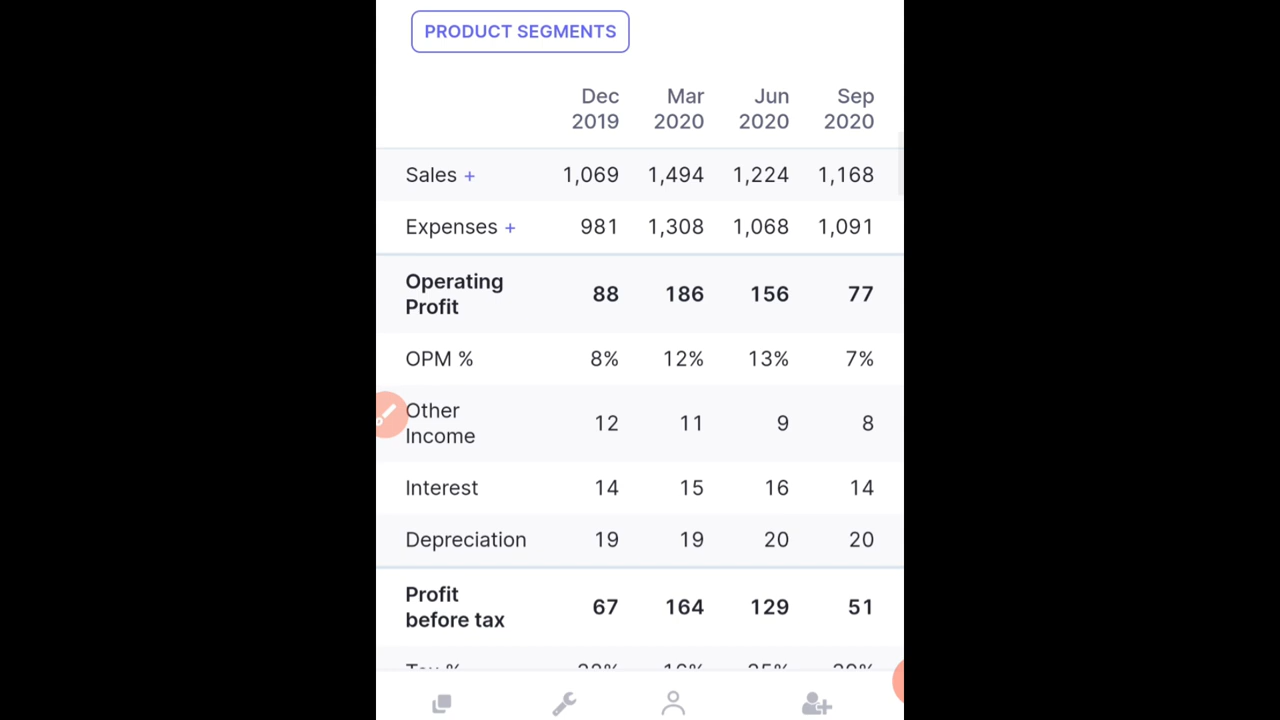 PRODUCT SEGMENTS
Dec Mar Jun Sep
2019 2020 2020 2020
Sales + 1,069 1,494 1,224 1,168
Expenses + 981 1,308 1,068 1,091
Operating
Profit 88 186 156 77
OPM % 8% 12% 13% 7%
Other
Income 12 11 9 8
Interest 14 15 16 14
Depreciation 19 19 20 20
Profit
before tax 67 164 129 51
Tax %